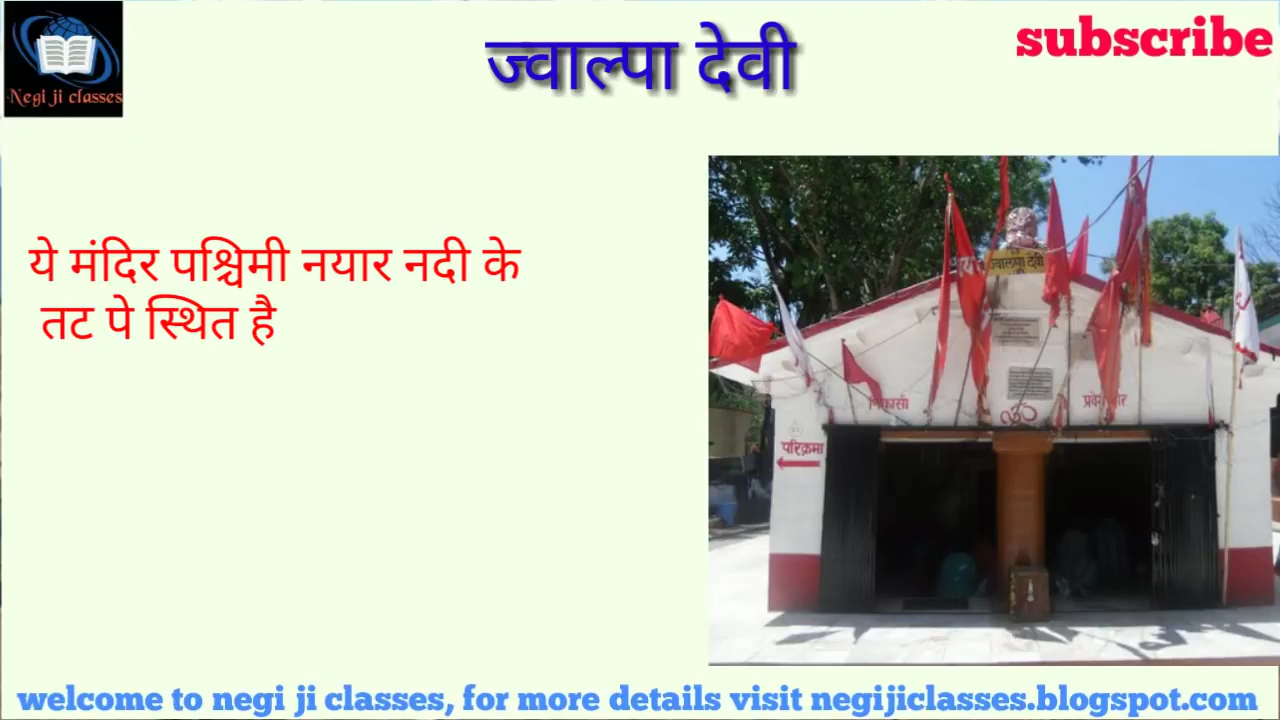 Negi ji classes
ज्वाल्पा देवी
subscribe
ये मंदिर पश्चिमी नयार नदी के
तट पे स्थित है
ज्वाल्पा देवी
परिक्रमा
welcome to negi ji classes, for more details visit negijiclasses.blogspot.com